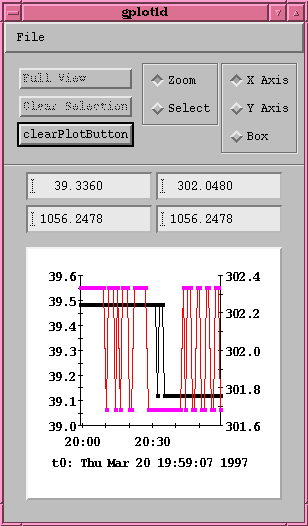 gplot1d
File
Full View
Zoom
X Axis
Clear Selection
Select
Y Axis
clearPlotButton
Box
39.3360 302.0480
1056.2478 1056.2478
39.6 302.4
39.5
302.2
39.4
39.3 302.0
39.2
301.8
39.1
39.0 301.6
20:00 20:30
t0: Thu Mar 20 19:59:07 1997